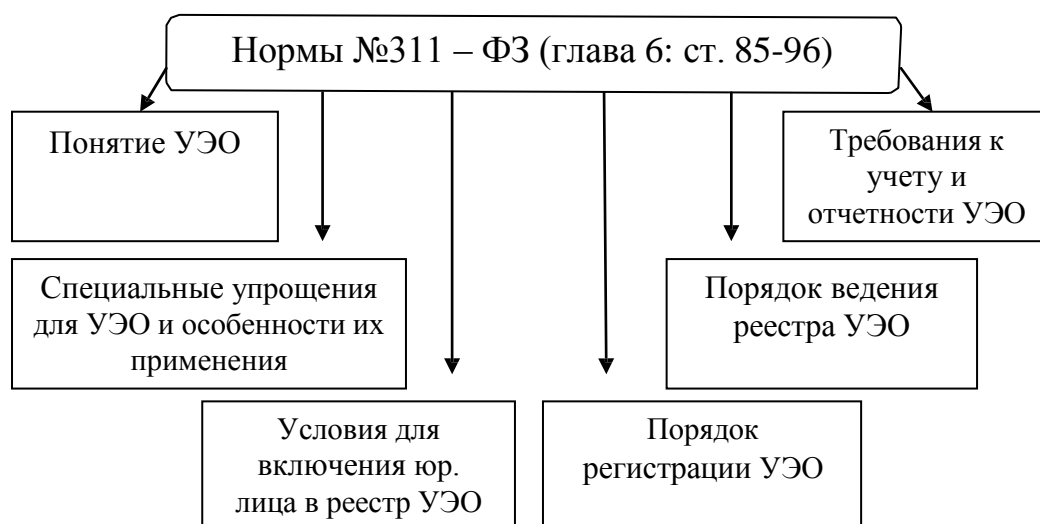 Нормы №311 – ФЗ (глава 6: ст. 85-96)
Понятие УЭО
Требования к
учету и
отчетности УЭО
Специальные упрощения
для УЭО и особенности их
применения
Порядок ведения
реестра УЭО
Условия для
включения юр.
лица в реестр УЭО
Порядок
регистрации УЭО